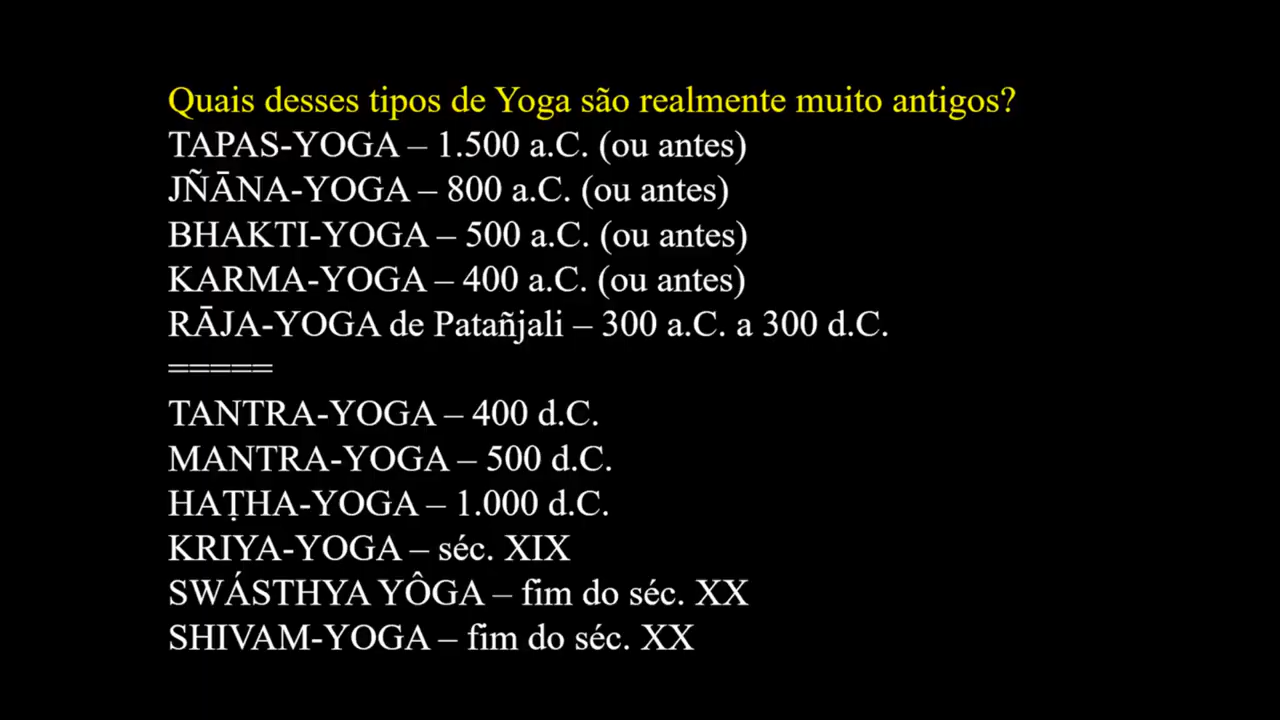 Quais desses tipos de Yoga são realmente muito antigos?
TAPAS-YOGA – 1.500 a.C. (ou antes)
JÑĀNA-YOGA – 800 a.C. (ou antes)
BHAKTI-YOGA – 500 a.C. (ou antes)
KARMA-YOGA – 400 a.C. (ou antes)
RĀJA-YOGA de Patañjali – 300 a.C. a 300 d.C.
=====
TANTRA-YOGA – 400 d.C.
MANTRA-YOGA – 500 d.C.
HAṬHA-YOGA – 1.000 d.C.
KRIYA-YOGA – séc. XIX
SWÁSTHYA YÔGA – fim do séc. XX
SHIVAM-YOGA – fim do séc. XX